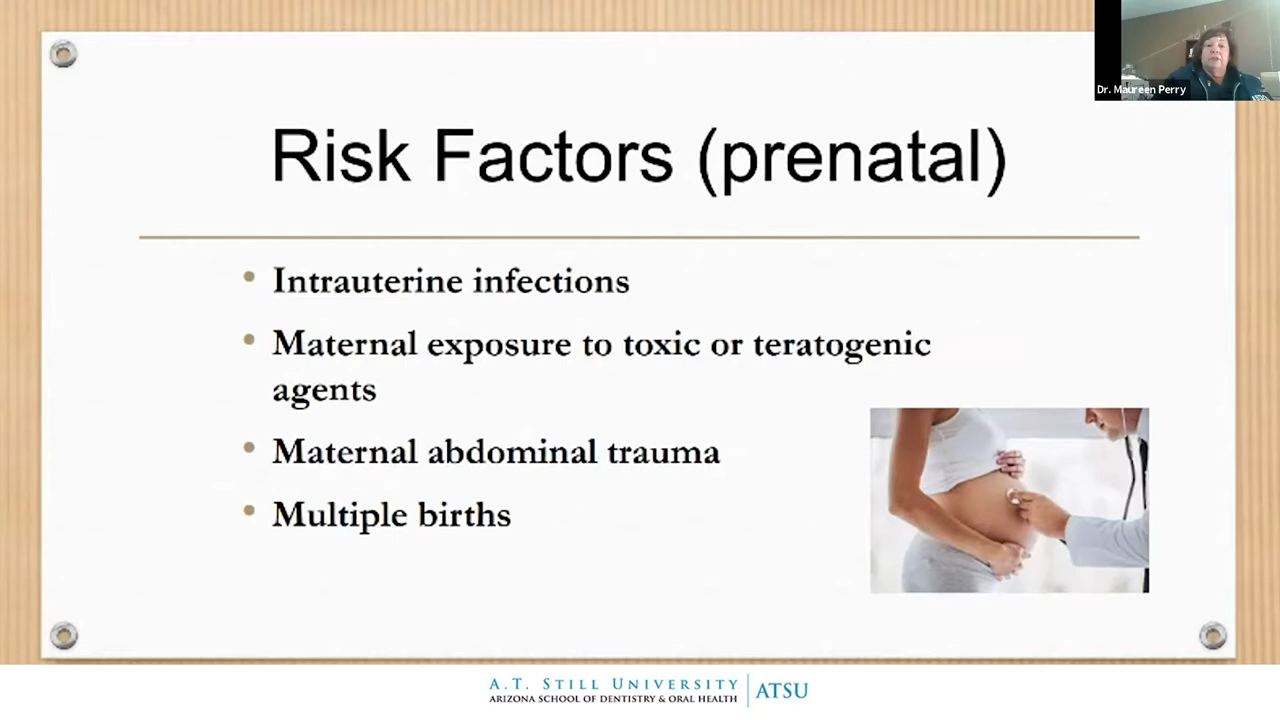 Dr. Maureen Perry
Risk Factors (prenatal)
• Intrauterine infections
• Maternal exposure to toxic or teratogenic
agents
• Maternal abdominal trauma
• Multiple births
A.T. STILL UNIVERSITY
ARIZONA SCHOOL OF DENTISTRY & ORAL HEALTH
ATSU